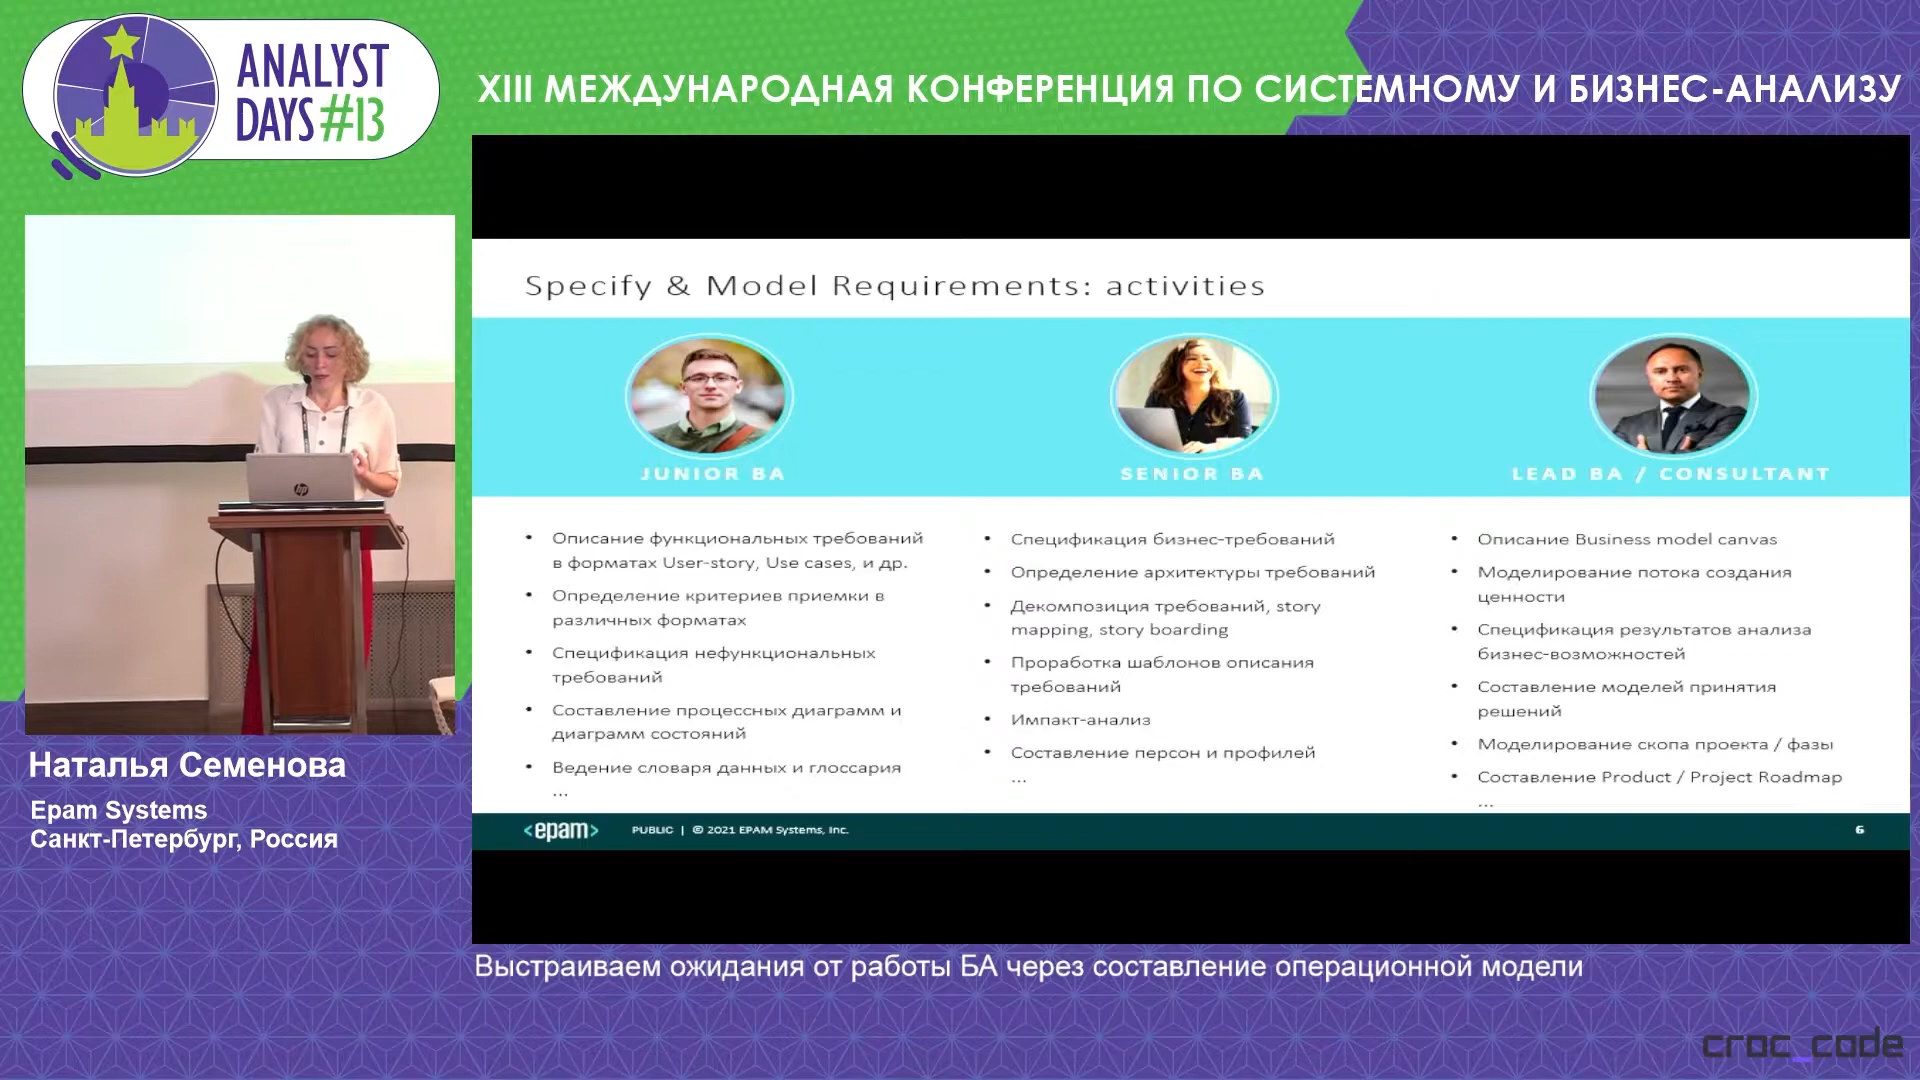 ANALYST
DAYS #13
XIII МЕЖДУНАРОДНАЯ КОНФЕРЕНЦИЯ ПО СИСТЕМНОМУ И БИЗНЕС-АНАЛИЗУ
Specify & Model Requirements: activities
JUNIOR BA
• Описание функциональных требований
в форматах User-story, Use cases, и др.
• Определение критериев приемки в
различных форматах
• Спецификация нефункциональных
требований
• Составление процессных диаграмм и
диаграмм состояний
• Ведение словаря данных и глоссария
...
SENIOR BA
• Спецификация бизнес-требований
• Определение архитектуры требований
• Декомпозиция требований, story
mapping, story boarding
• Проработка шаблонов описания
требований
• Импакт-анализ
• Составление персон и профилей
...
LEAD BA / CONSULTANT
• Описание Business model canvas
• Моделирование потока создания
ценности
• Спецификация результатов анализа
бизнес-возможностей
• Составление моделей принятия
решений
• Моделирование скопа проекта / фазы
• Составление Product / Project Roadmap
...
<epam> PUBLIC | © 2021 EPAM Systems, Inc. 6
hp
Наталья Семенова
Epam Systems
Санкт-Петербург, Россия
Выстраиваем ожидания от работы БА через составление операционной модели
croc_code